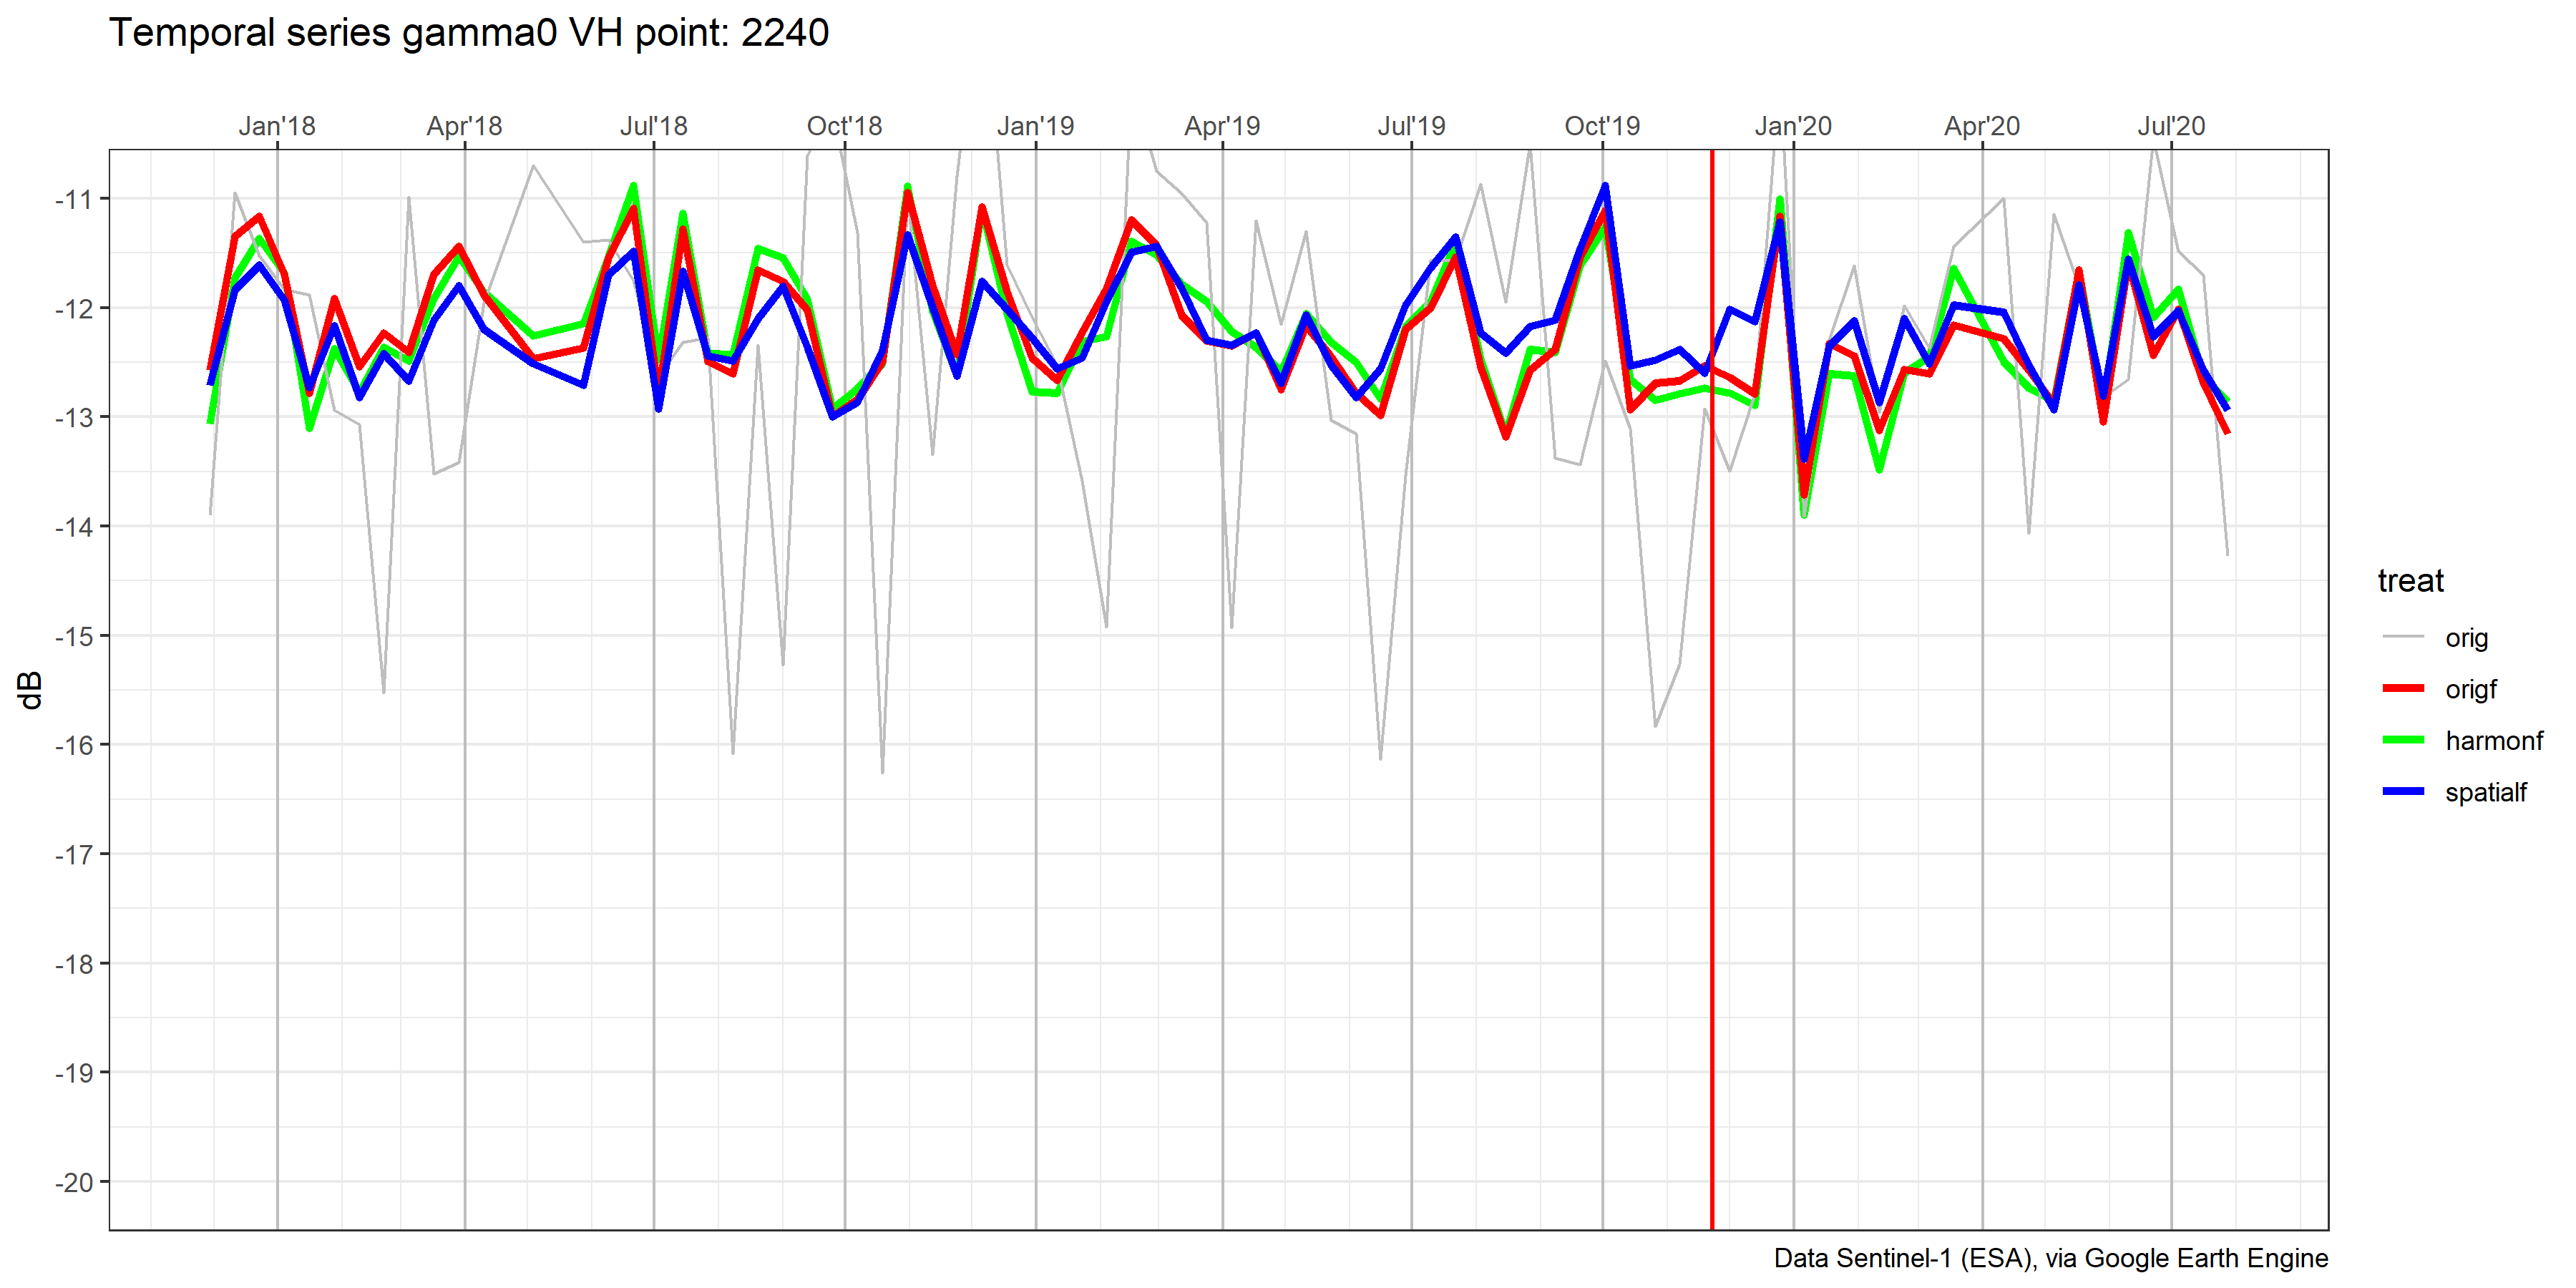 Temporal series gamma0 VH point: 2240
Jan'18 Apr'18 Jul'18 Oct'18 Jan'19 Apr'19 Jul'19 Oct'19 Jan'20 Apr'20 Jul'20
-11
-12
-13
-14
-15
-16
-17
-18
-19
-20
dB
treat
orig
origf
harmonf
spatialf
Data Sentinel-1 (ESA), via Google Earth Engine